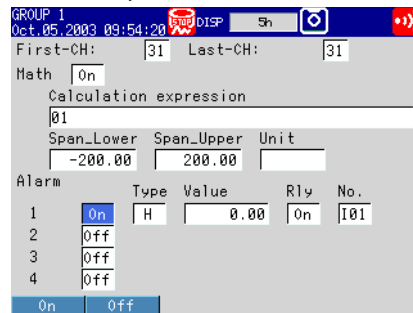 GROUP 1
Oct.05.2003 09:54:20 STOP DISP 5h
First-CH: 31 Last-CH: 31
Math On
Calculation expression
01
Span_Lower Span_Upper Unit
-200.00 200.00
Alarm
Type Value Rly No.
1 On H 0.00 On I01
2 Off
3 Off
4 Off
On Off